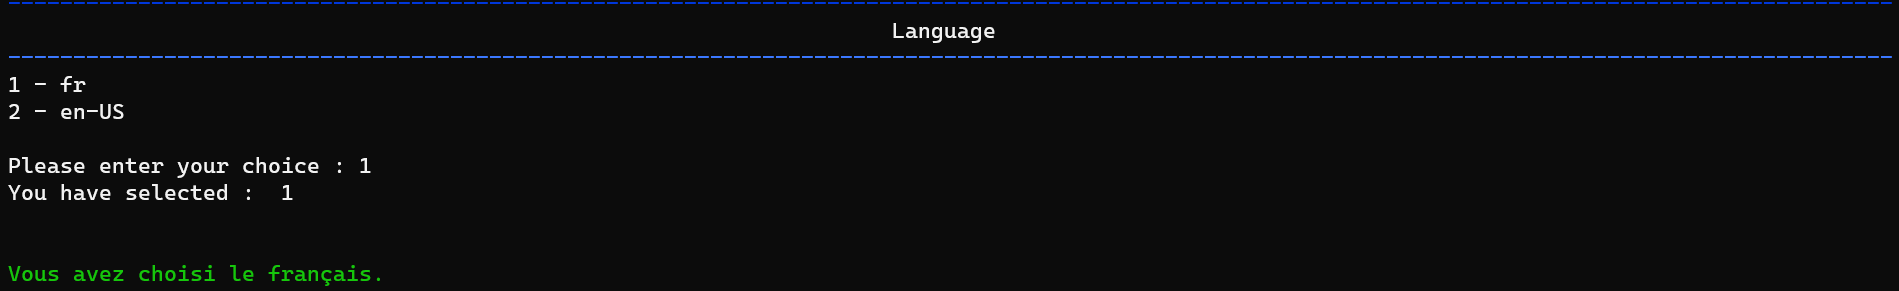 Language
1 - fr
2 - en-US
Please enter your choice : 1
You have selected :  1
Vous avez choisi le français.